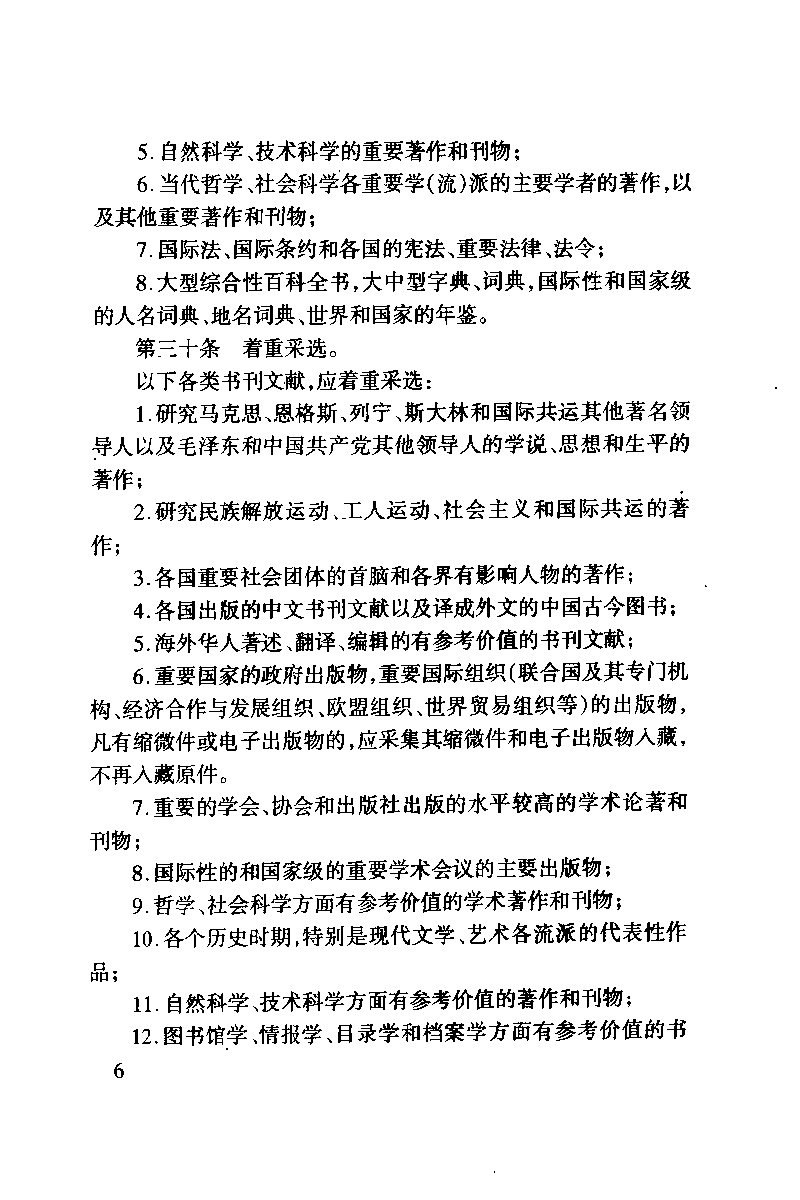 5.自然科学、技术科学的重要著作和刊物;
6.当代哲学、社会科学各重要学(流)派的主要学者的著作,以
及其他重要著作和刊物;
7.国际法、国际条约和各国的宪法、重要法律、法令;
8.大型综合性百科全书,大中型字典、词典,国际性和国家级
的人名词典、地名词典、世界和国家的年鉴。
第三十条　着重采选。
以下各类书刊文献,应着重采选:
1.研究马克思、恩格斯、列宁、斯大林和国际共运其他著名领
导人以及毛泽东和中国共产党其他领导人的学说、思想和生平的
著作;
2.研究民族解放运动、工人运动、社会主义和国际共运的著
作;
3.各国重要社会团体的首脑和各界有影响人物的著作;
4.各国出版的中文书刊文献以及译成外文的中国古今图书;
5.海外华人著述、翻译、编辑的有参考价值的书刊文献;
6.重要国家的政府出版物,重要国际组织(联合国及其专门机
构、经济合作与发展组织、欧盟组织、世界贸易组织等)的出版物,
凡有缩微件或电子出版物的,应采集其缩微件和电子出版物入藏,
不再入藏原件。
7.重要的学会、协会和出版社出版的水平较高的学术论著和
刊物;
8.国际性的和国家级的重要学术会议的主要出版物;
9.哲学、社会科学方面有参考价值的学术著作和刊物;
10.各个历史时期,特别是现代文学、艺术各流派的代表性作
品;
11.自然科学、技术科学方面有参考价值的著作和刊物;
12.图书馆学、情报学、目录学和档案学方面有参考价值的书
6